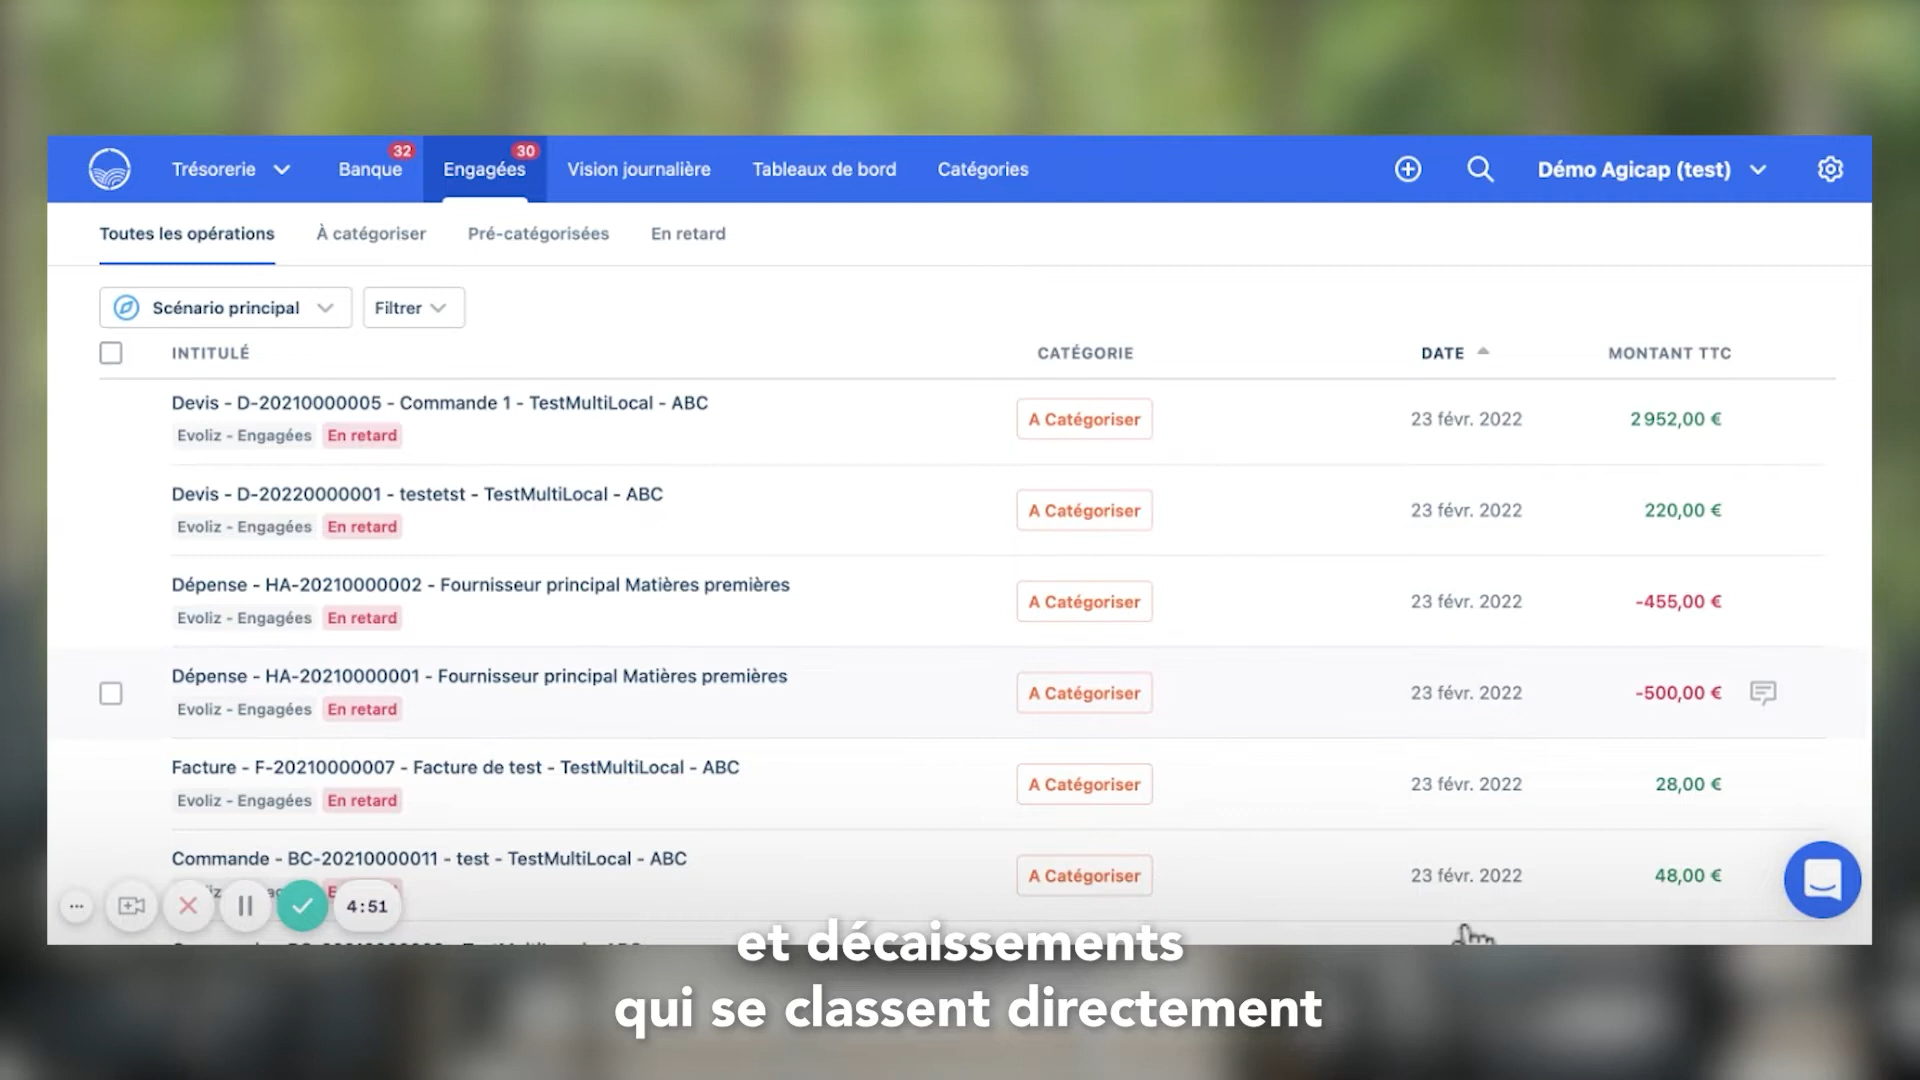 Trésorerie Banque 32 Engagées 30 Vision journalière Tableaux de bord Catégories Démo Agicap (test)
Toutes les opérations À catégoriser Pré-catégorisées En retard
Scénario principal Filtrer
INTITULÉ CATÉGORIE DATE MONTANT TTC
Devis - D-20210000005 - Commande 1 - TestMultiLocal - ABC
Evoliz - Engagées En retard
A Catégoriser 23 févr. 2022 2 952,00 €
Devis - D-20220000001 - testetst - TestMultiLocal - ABC
Evoliz - Engagées En retard
A Catégoriser 23 févr. 2022 220,00 €
Dépense - HA-20210000002 - Fournisseur principal Matières premières
Evoliz - Engagées En retard
A Catégoriser 23 févr. 2022 -455,00 €
Dépense - HA-20210000001 - Fournisseur principal Matières premières
Evoliz - Engagées En retard
A Catégoriser 23 févr. 2022 -500,00 €
Facture - F-20210000007 - Facture de test - TestMultiLocal - ABC
Evoliz - Engagées En retard
A Catégoriser 23 févr. 2022 28,00 €
Commande - BC-20210000011 - test - TestMultiLocal - ABC
A Catégoriser 23 févr. 2022 48,00 €
4:51
et décaissements
qui se classent directement